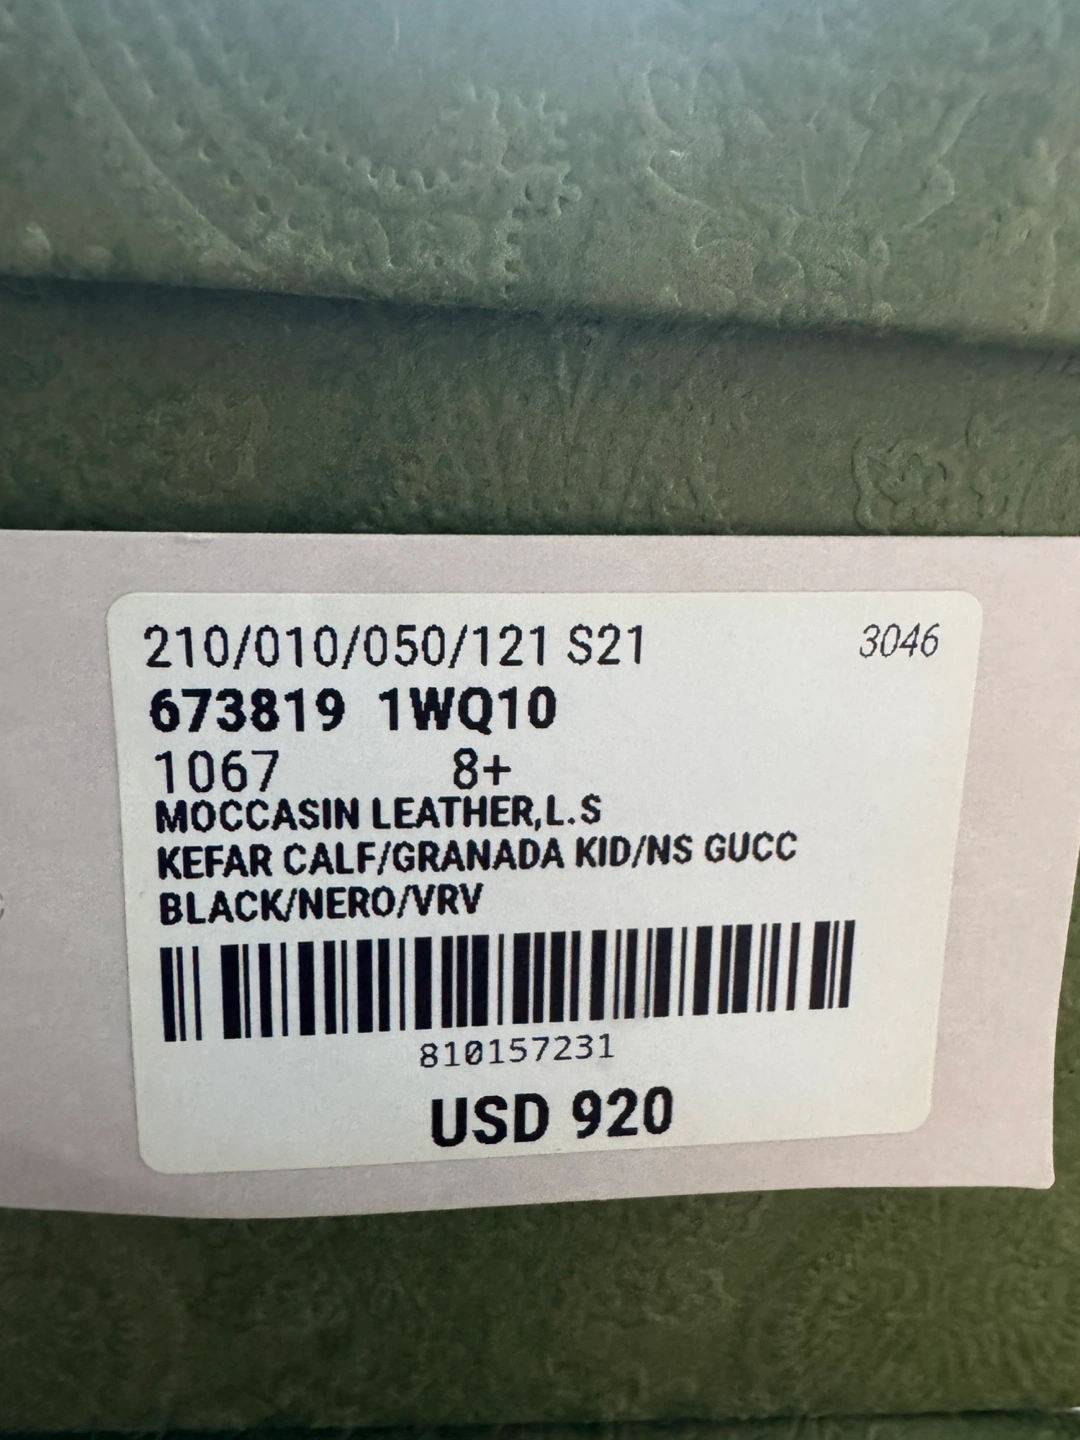 210/010/050/121 S21 3046
673819 1WQ10
1067 8+
MOCCASIN LEATHER,L.S
KEFAR CALF/GRANADA KID/NS GUCC
BLACK/NERO/VRV
810157231
USD 920